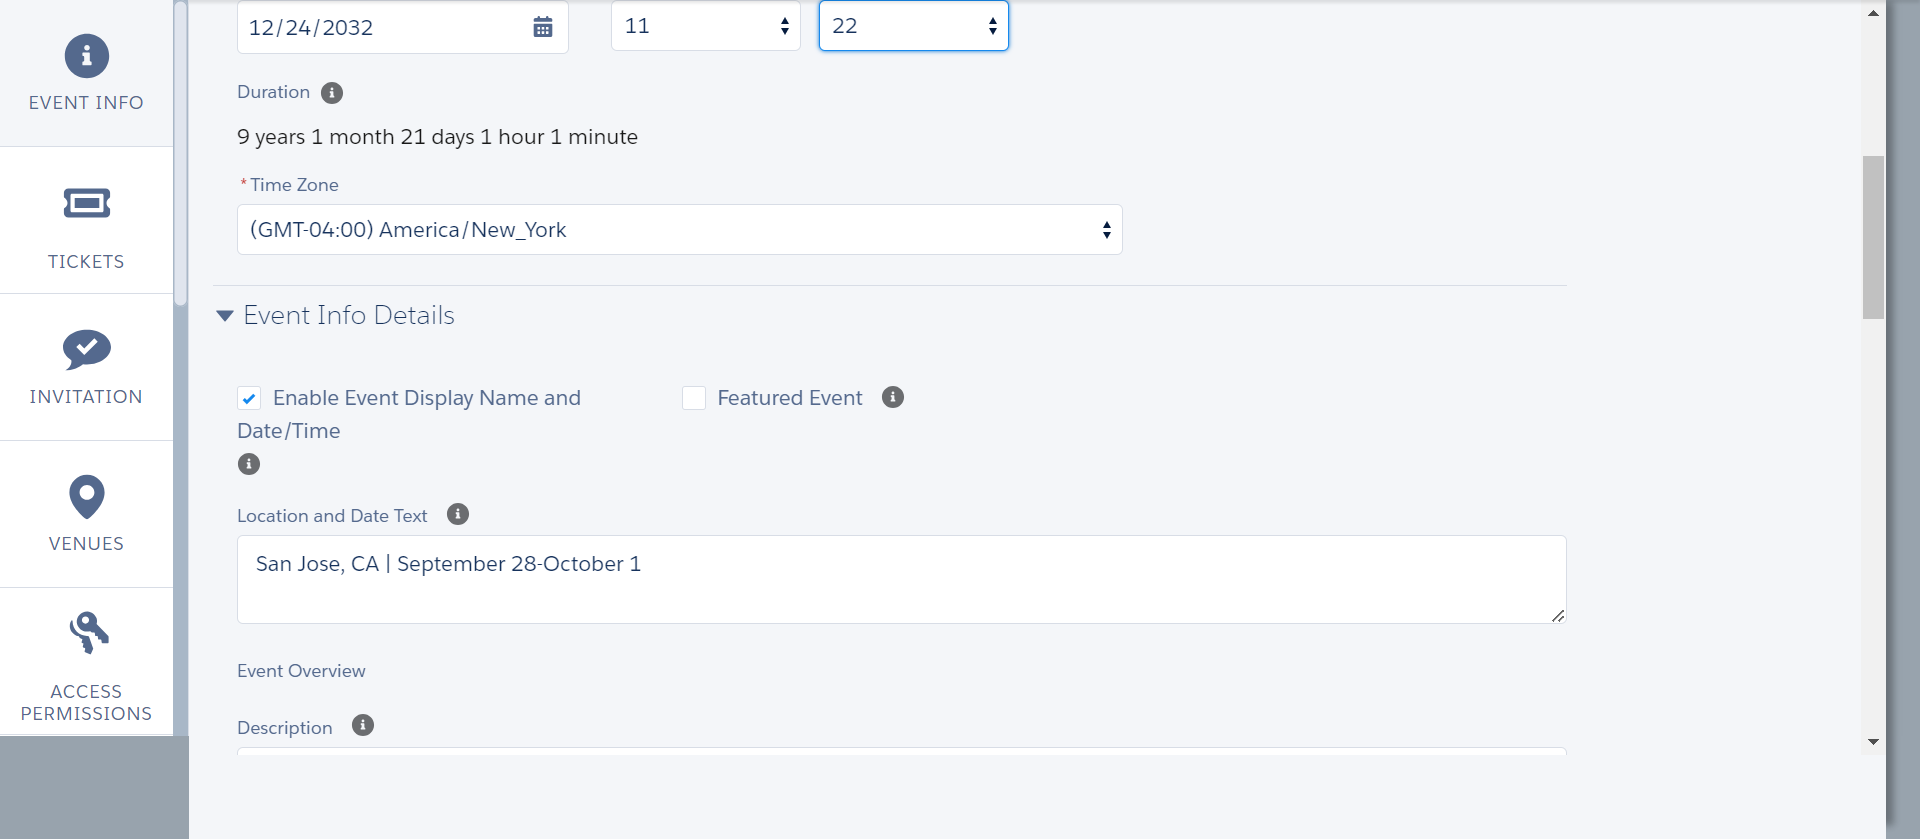 12/24/2032
11
22
EVENT INFO
Duration
9 years 1 month 21 days 1 hour 1 minute
* Time Zone
(GMT-04:00) America/New_York
TICKETS
Event Info Details
INVITATION
Enable Event Display Name and
Date/Time
Featured Event
Location and Date Text
San Jose, CA | September 28-October 1
VENUES
Event Overview
ACCESS
PERMISSIONS
Description